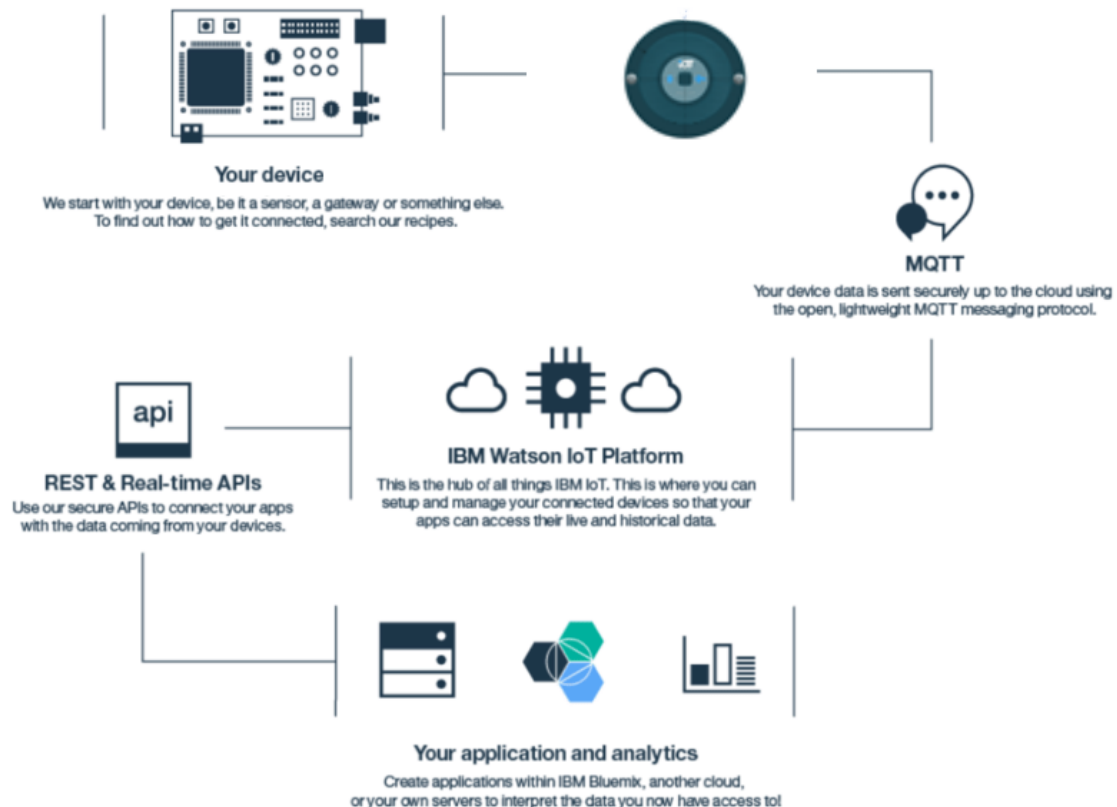 Your device
We start with your device, be it a sensor, a gateway or something else.
To find out how to get it connected, search our recipes.
MQTT
Your device data is sent securely up to the cloud using
the open, lightweight MQTT messaging protocol.
api
REST & Real-time APIs
Use our secure APIs to connect your apps
with the data coming from your devices.
IBM Watson IoT Platform
This is the hub of all things IBM IoT. This is where you can
setup and manage your connected devices so that your
apps can access their live and historical data.
Your application and analytics
Create applications within IBM Bluemix, another cloud,
or your own servers to interpret the data you now have access to!